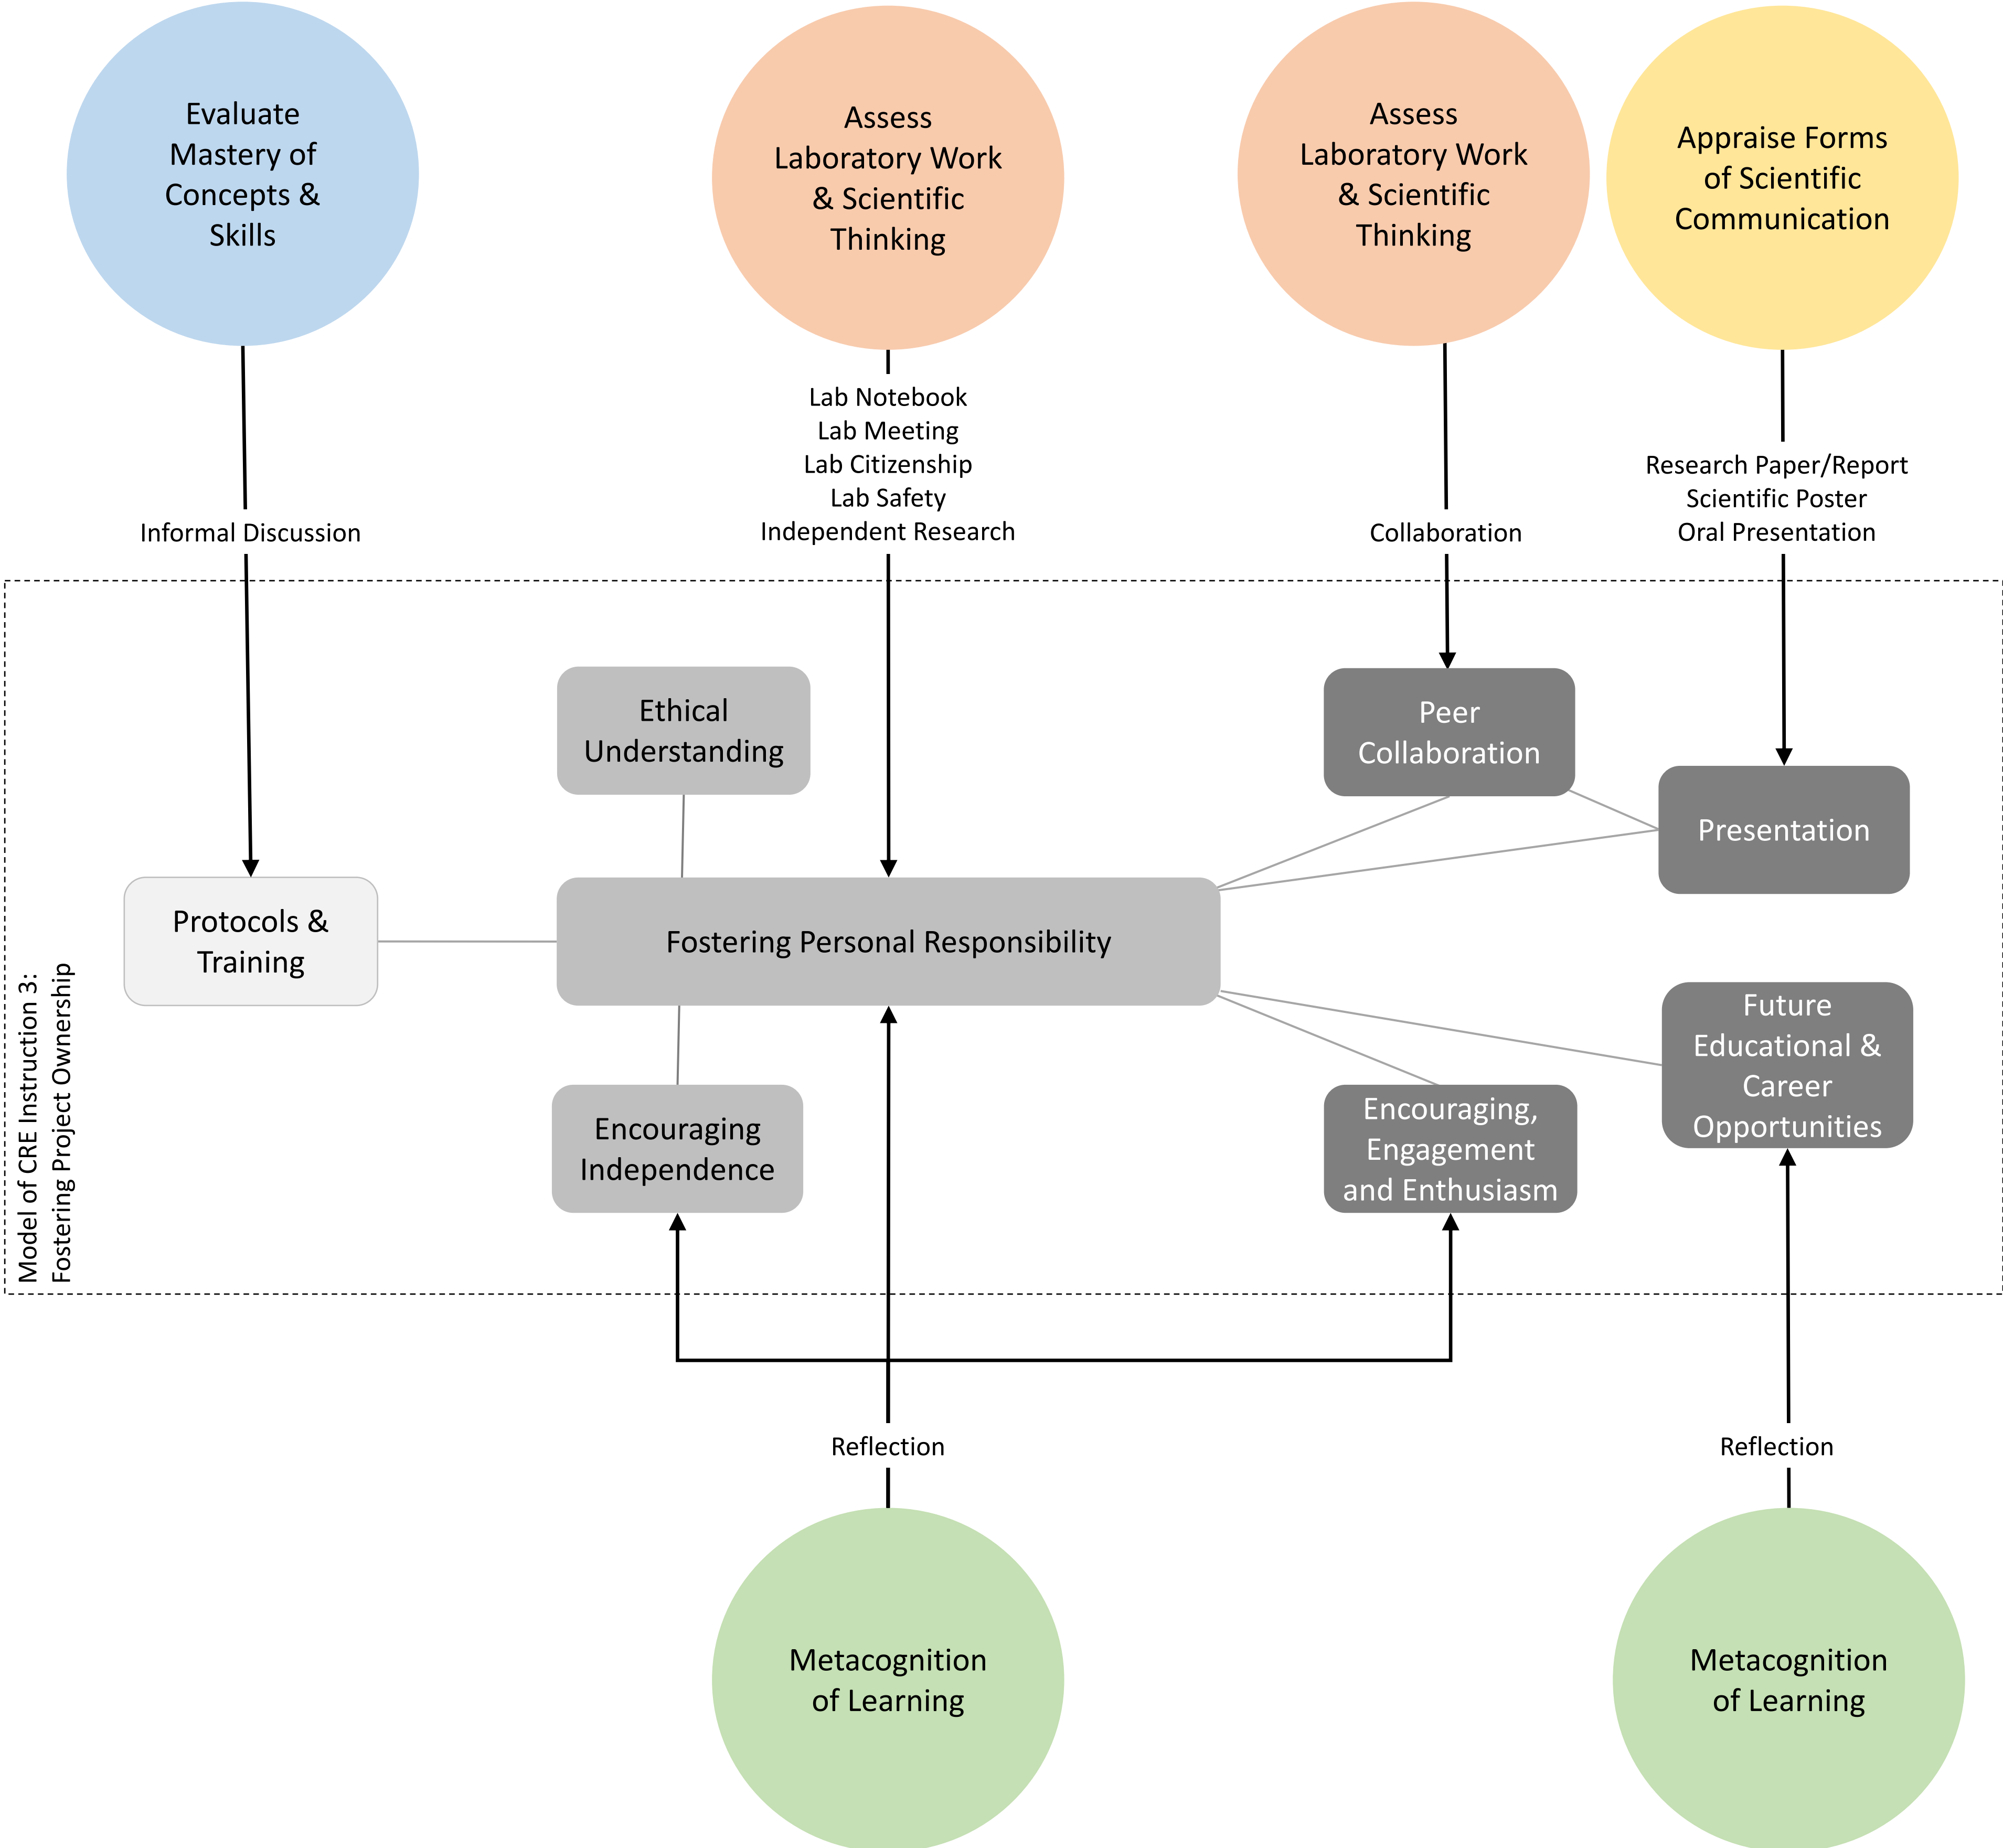 Evaluate
Mastery of
Concepts &
Skills
Assess
Laboratory Work
& Scientific
Thinking
Assess
Laboratory Work
& Scientific
Thinking
Appraise Forms
of Scientific
Communication
Informal Discussion
Lab Notebook
Lab Meeting
Lab Citizenship
Lab Safety
Independent Research
Collaboration
Research Paper/Report
Scientific Poster
Oral Presentation
Model of CRE Instruction 3:
Fostering Project Ownership
Ethical
Understanding
Peer
Collaboration
Presentation
Protocols &
Training
Fostering Personal Responsibility
Encouraging
Independence
Encouraging,
Engagement
and Enthusiasm
Future
Educational &
Career
Opportunities
Reflection
Reflection
Metacognition
of Learning
Metacognition
of Learning